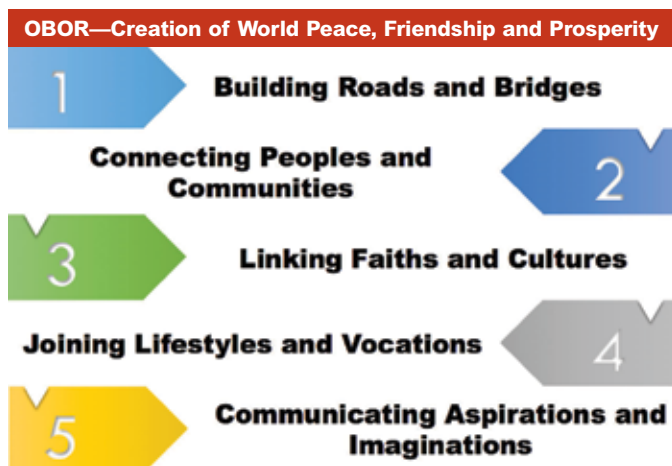 OBOR—Creation of World Peace, Friendship and Prosperity
1
Building Roads and Bridges
Connecting Peoples and
Communities
2
3
Linking Faiths and Cultures
Joining Lifestyles and Vocations
4
5
Communicating Aspirations and
Imaginations